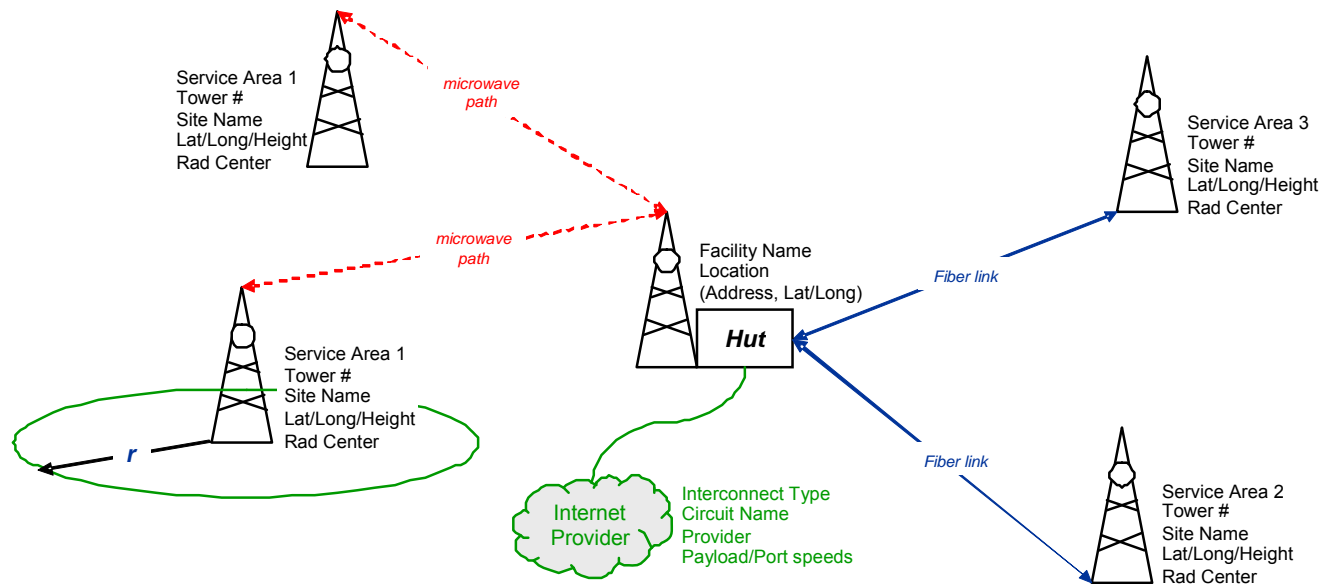 Service Area 1
Tower #
Site Name
Lat/Long/Height
Rad Center
microwave
path
Service Area 3
Tower #
Site Name
Lat/Long/Height
Rad Center
microwave
path
Facility Name
Location
(Address, Lat/Long)
Hut
Fiber link
Service Area 1
Tower #
Site Name
Lat/Long/Height
Rad Center
r
Fiber link
Internet
Provider
Interconnect Type
Circuit Name
Provider
Payload/Port speeds
Service Area 2
Tower #
Site Name
Lat/Long/Height
Rad Center